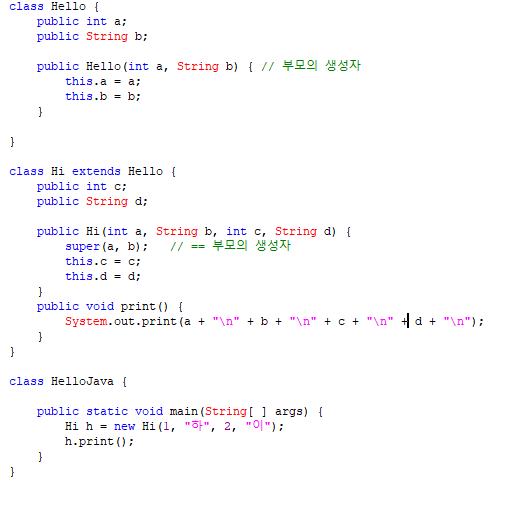 class Hello {
public int a;
public String b;
public Hello(int a, String b) { // 부모의 생성자
this.a = a;
this.b = b;
}
}
class Hi extends Hello {
public int c;
public String d;
public Hi(int a, String b, int c, String d) {
super(a, b);   // == 부모의 생성자
this.c = c;
this.d = d;
}
public void print() {
System.out.print(a + "\n" + b + "\n" + c + "\n" + d + "\n");
}
}
class HelloJava {
public static void main(String[ ] args) {
Hi h = new Hi(1, "하", 2, "이");
h.print();
}
}